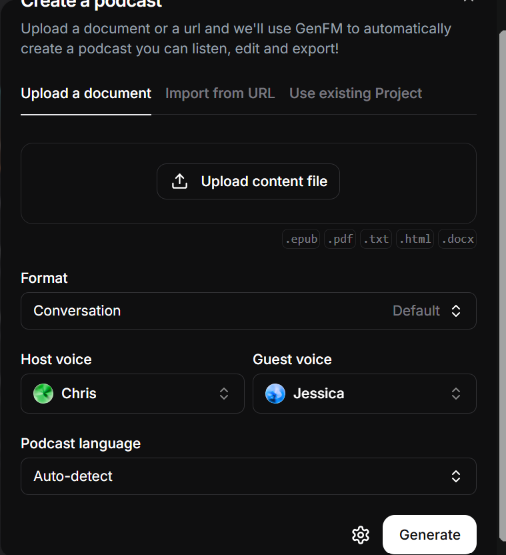 Create a podcast
Upload a document or a url and we'll use GenFM to automatically
create a podcast you can listen, edit and export!
Upload a document Import from URL Use existing Project
Upload content file
.epub .pdf .txt .html .docx
Format
Conversation Default
Host voice Guest voice
Chris Jessica
Podcast language
Auto-detect
Generate